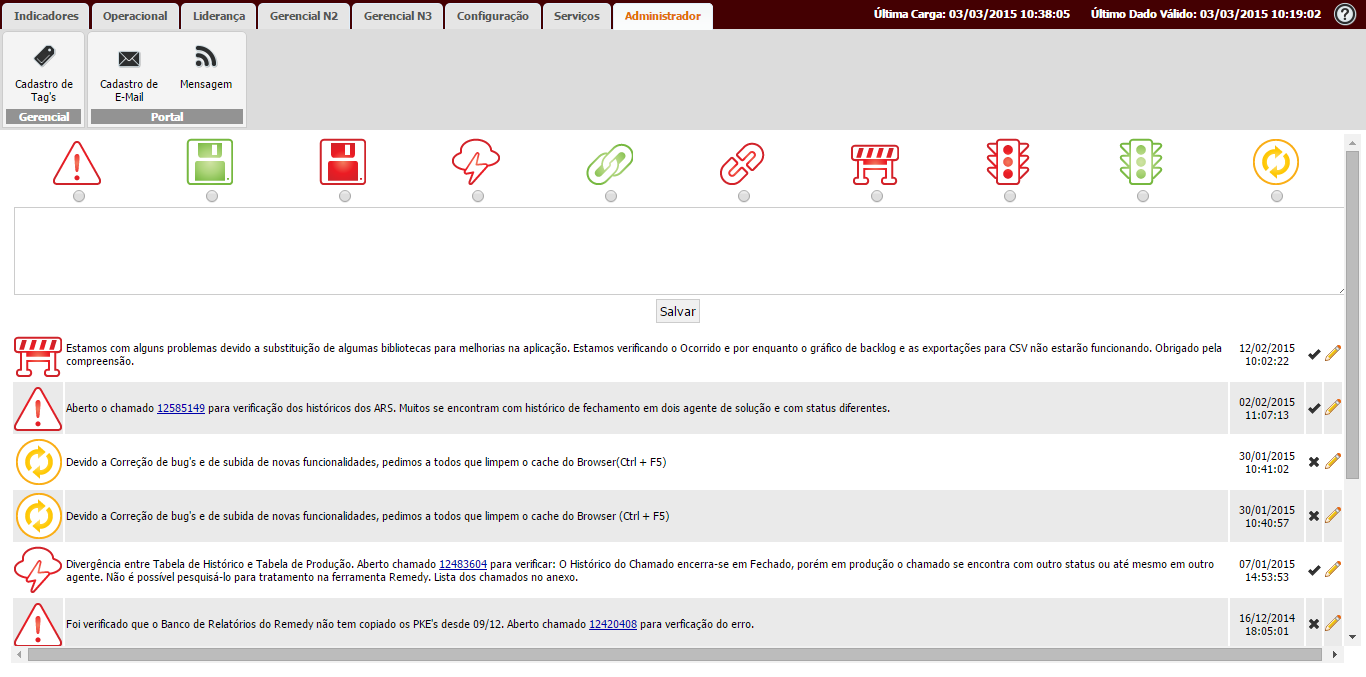 Indicadores Operacional Liderança Gerencial N2 Gerencial N3 Configuração Serviços Administrador Última Carga: 03/03/2015 10:38:05 Último Dado Válido: 03/03/2015 10:19:02 ?
Cadastro de Cadastro de Mensagem
Tag's E-Mail
Gerencial Portal
Salvar
Estamos com alguns problemas devido a substituição de algumas bibliotecas para melhorias na aplicação. Estamos verificando o Ocorrido e por enquanto o gráfico de backlog e as exportações para CSV não estarão funcionando. Obrigado pela 12/02/2015
compreensão. 10:02:22
Aberto o chamado 12585149 para verificação dos históricos dos ARS. Muitos se encontram com histórico de fechamento em dois agente de solução e com status diferentes. 02/02/2015
11:07:13
Devido a Correção de bug's e de subida de novas funcionalidades, pedimos a todos que limpem o cache do Browser(Ctrl + F5) 30/01/2015
10:41:02
Devido a Correção de bug's e de subida de novas funcionalidades, pedimos a todos que limpem o cache do Browser (Ctrl + F5) 30/01/2015
10:40:57
Divergência entre Tabela de Histórico e Tabela de Produção. Aberto chamado 12483604 para verificar: O Histórico do Chamado encerra-se em Fechado, porém em produção o chamado se encontra com outro status ou até mesmo em outro 07/01/2015
agente. Não é possível pesquisá-lo para tratamento na ferramenta Remedy. Lista dos chamados no anexo. 14:53:53
Foi verificado que o Banco de Relatórios do Remedy não tem copiado os PKE's desde 09/12. Aberto chamado 12420408 para verficação do erro. 16/12/2014
18:05:01